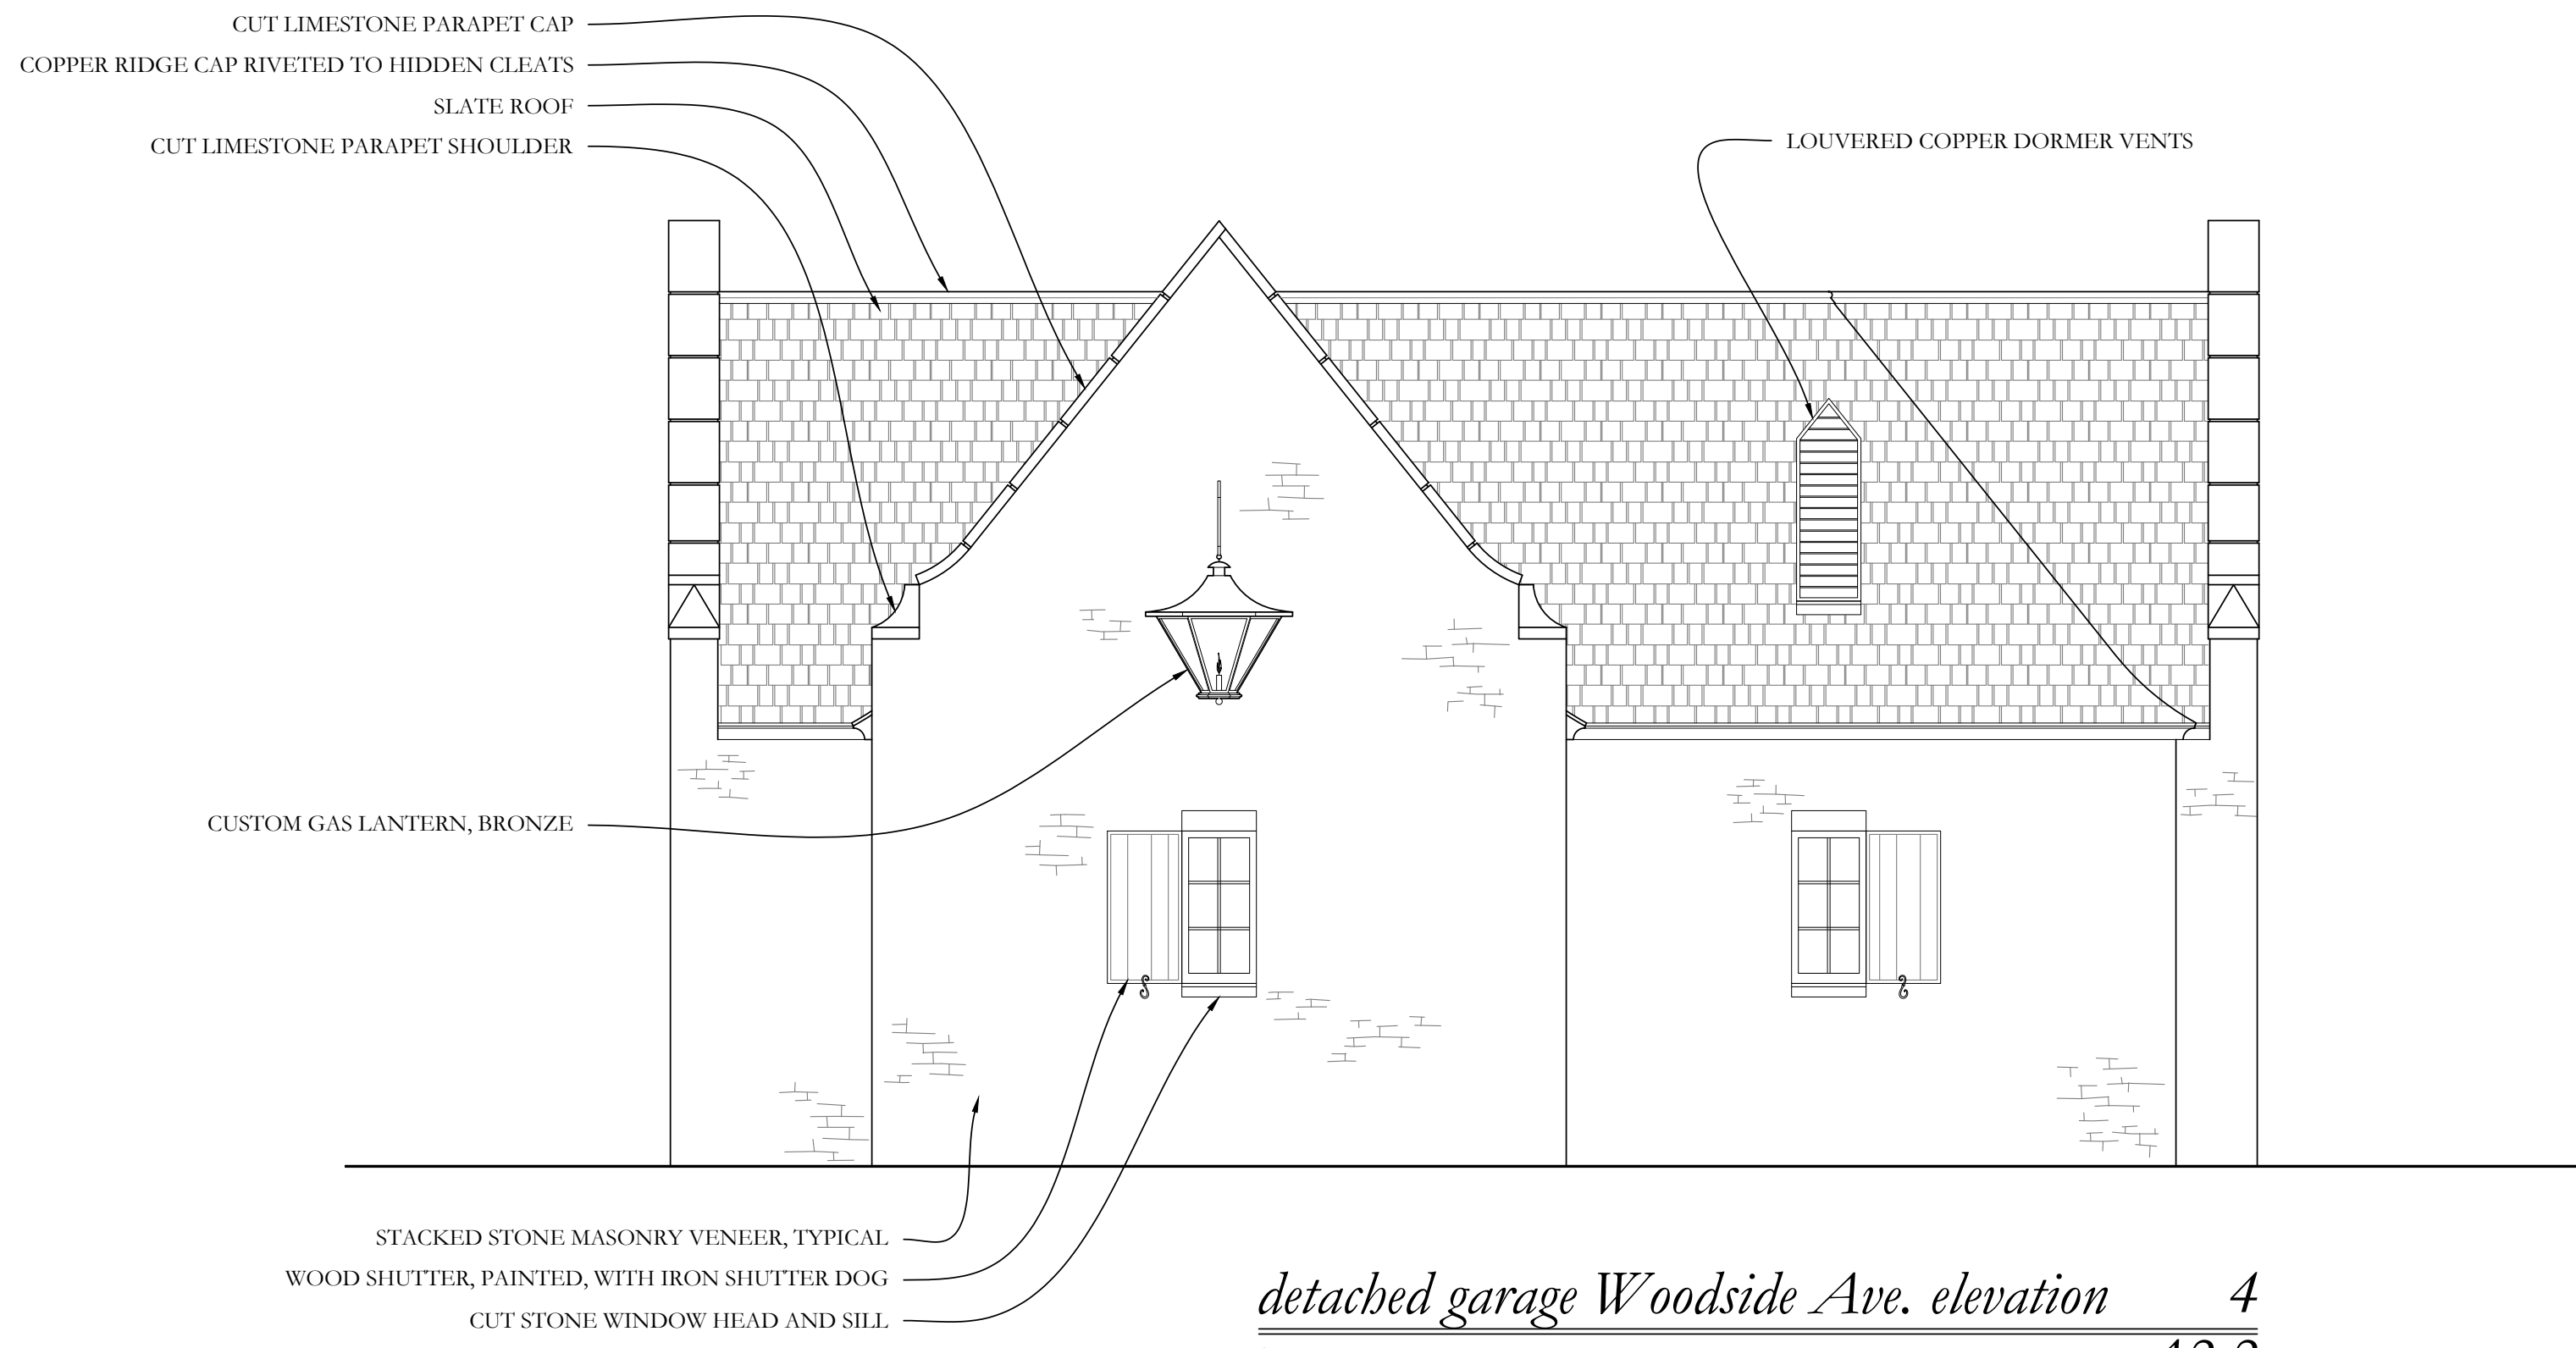 CUT LIMESTONE PARAPET CAP
COPPER RIDGE CAP RIVETED TO HIDDEN CLEATS
SLATE ROOF
CUT LIMESTONE PARAPET SHOULDER
LOUVERED COPPER DORMER VENTS
CUSTOM GAS LANTERN, BRONZE
STACKED STONE MASONRY VENEER, TYPICAL
WOOD SHUTTER, PAINTED, WITH IRON SHUTTER DOG
CUT STONE WINDOW HEAD AND SILL
detached garage Woodside Ave. elevation 4